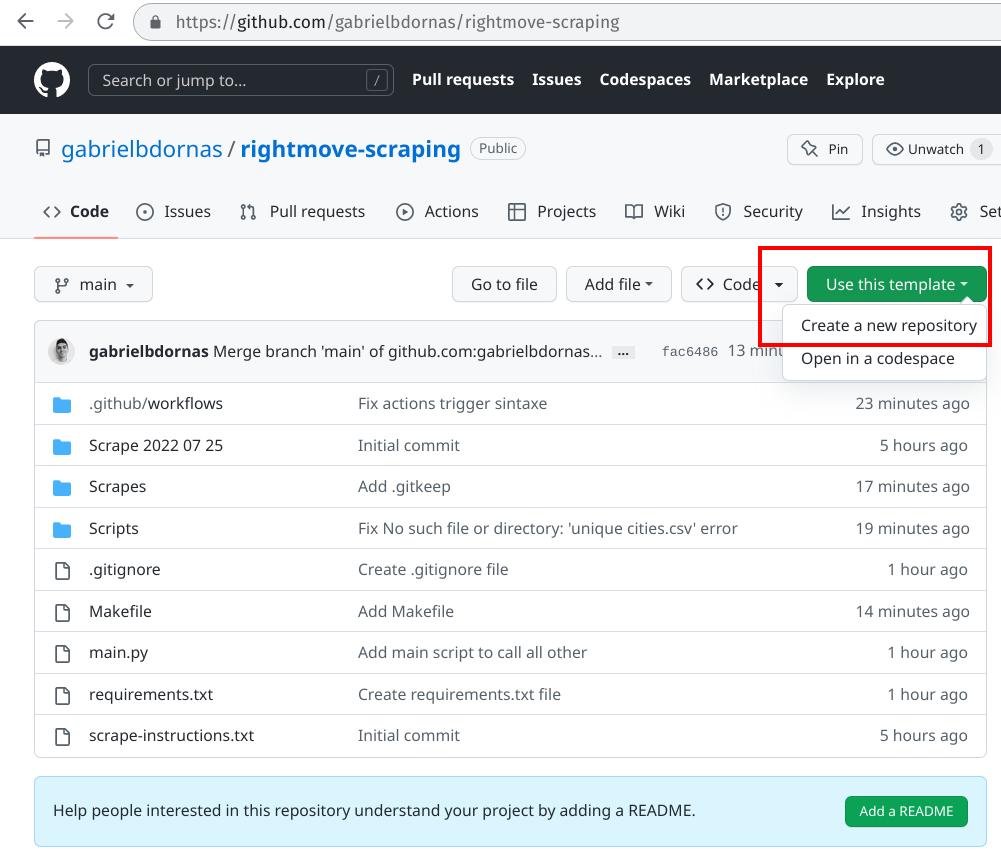 https://github.com/gabrielbdornas/rightmove-scraping
Search or jump to... / Pull requests Issues Codespaces Marketplace Explore
gabrielbdornas / rightmove-scraping Public Pin Unwatch 1
Code Issues Pull requests Actions Projects Wiki Security Insights Set
main Go to file Add file Code Use this template
Create a new repository
Open in a codespace
gabrielbdornas Merge branch 'main' of github.com:gabrielbdornas... ... fac6486 13 minu
.github/workflows Fix actions trigger sintaxe 23 minutes ago
Scrape 2022 07 25 Initial commit 5 hours ago
Scrapes Add .gitkeep 17 minutes ago
Scripts Fix No such file or directory: 'unique cities.csv' error 19 minutes ago
.gitignore Create .gitignore file 1 hour ago
Makefile Add Makefile 14 minutes ago
main.py Add main script to call all other 1 hour ago
requirements.txt Create requirements.txt file 1 hour ago
scrape-instructions.txt Initial commit 5 hours ago
Help people interested in this repository understand your project by adding a README. Add a README